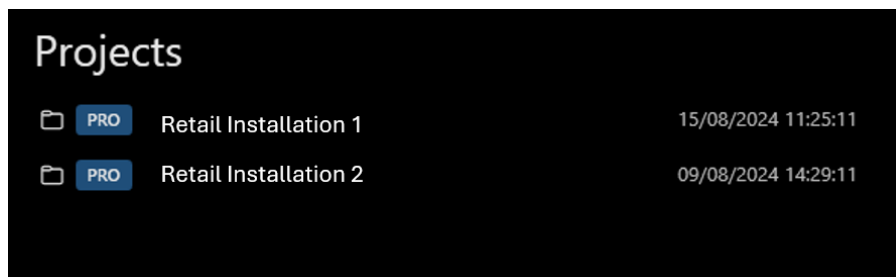 Projects
PRO Retail Installation 1 15/08/2024 11:25:11
PRO Retail Installation 2 09/08/2024 14:29:11